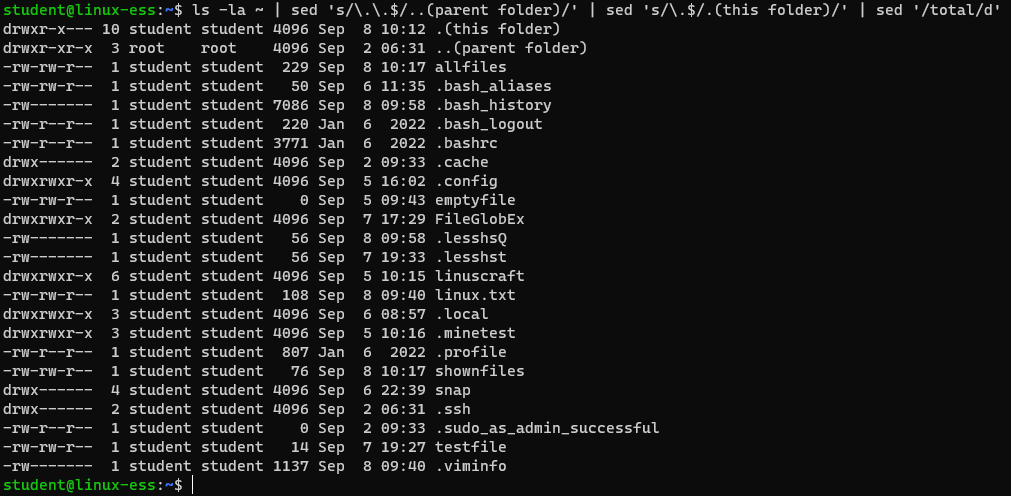 student@linux-ess:~$ ls -la ~ | sed 's/\.\.$/..(parent folder)/' | sed 's/\.$/.(this folder)/' | sed '/total/d'
drwxr-x--- 10 student student 4096 Sep  8 10:12 .(this folder)
drwxr-xr-x  3 root    root    4096 Sep  2 06:31 ..(parent folder)
-rw-rw-r--  1 student student  229 Sep  8 10:17 allfiles
-rw-rw-r--  1 student student   50 Sep  6 11:35 .bash_aliases
-rw-------  1 student student 7086 Sep  8 09:58 .bash_history
-rw-r--r--  1 student student  220 Jan  6  2022 .bash_logout
-rw-r--r--  1 student student 3771 Jan  6  2022 .bashrc
drwx------  2 student student 4096 Sep  2 09:33 .cache
drwxrwxr-x  4 student student 4096 Sep  5 16:02 .config
-rw-rw-r--  1 student student    0 Sep  5 09:43 emptyfile
drwxrwxr-x  2 student student 4096 Sep  7 17:29 FileGlobEx
-rw-------  1 student student   56 Sep  8 09:58 .lesshsQ
-rw-------  1 student student   56 Sep  7 19:33 .lesshst
drwxrwxr-x  6 student student 4096 Sep  5 10:15 linuscraft
-rw-rw-r--  1 student student  108 Sep  8 09:40 linux.txt
drwxrwxr-x  3 student student 4096 Sep  6 08:57 .local
drwxrwxr-x  3 student student 4096 Sep  5 10:16 .minetest
-rw-r--r--  1 student student  807 Jan  6  2022 .profile
-rw-rw-r--  1 student student   76 Sep  8 10:17 shownfiles
drwx------  4 student student 4096 Sep  6 22:39 snap
drwx------  2 student student 4096 Sep  2 06:31 .ssh
-rw-r--r--  1 student student    0 Sep  2 09:33 .sudo_as_admin_successful
-rw-rw-r--  1 student student   14 Sep  7 19:27 testfile
-rw-------  1 student student 1137 Sep  8 09:40 .viminfo
student@linux-ess:~$